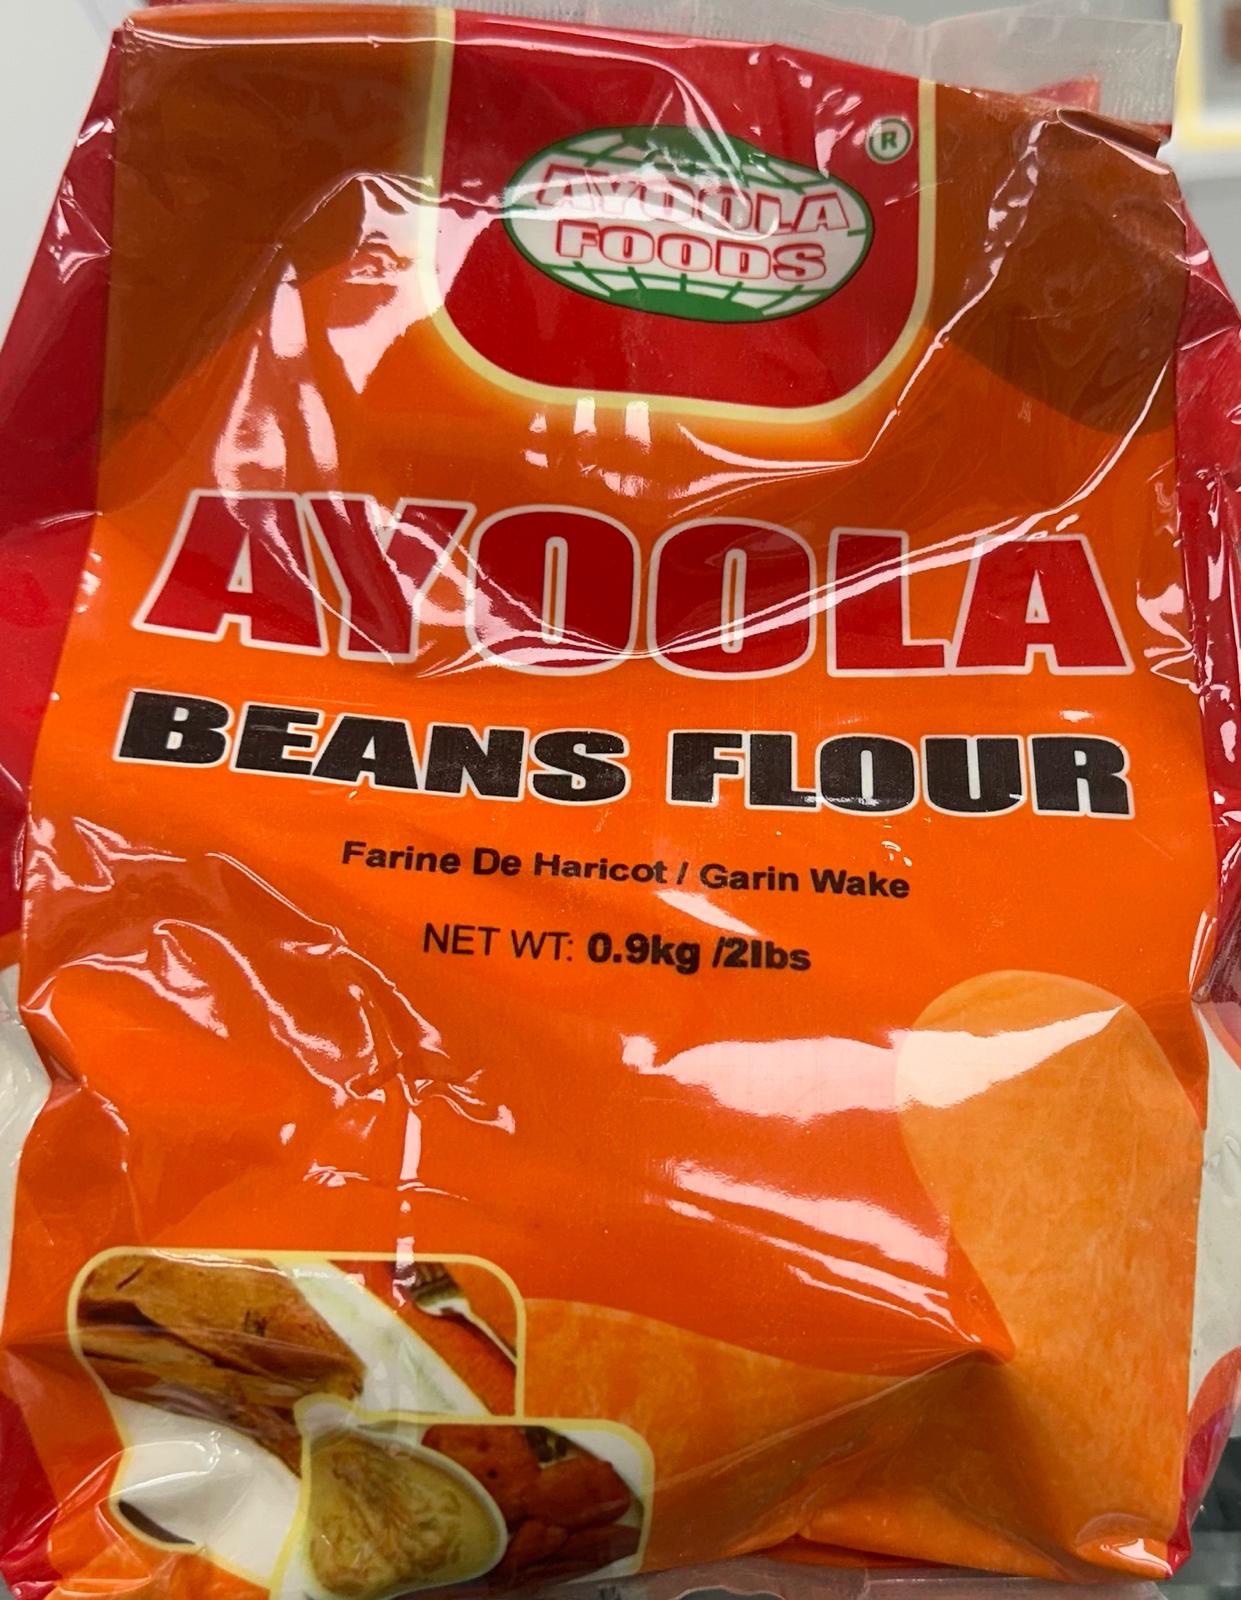 AYOOLA
FOODS
®
AYOOLA
BEANS FLOUR
Farine De Haricot / Garin Wake
NET WT: 0.9kg /2lbs